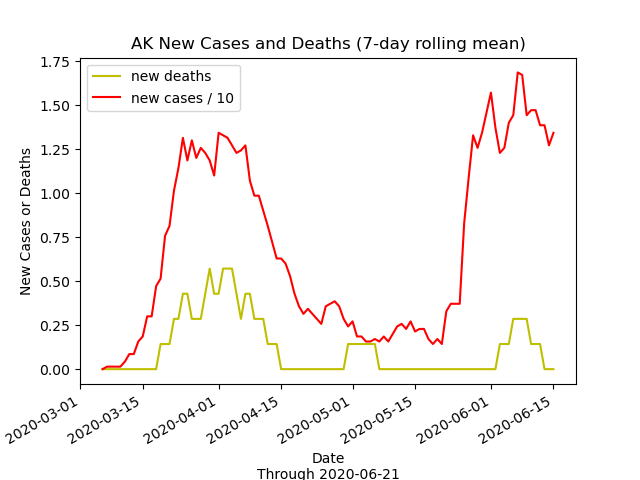 AK New Cases and Deaths (7-day rolling mean)
new deaths
new cases / 10
1.75
1.50
1.25
1.00
0.75
0.50
0.25
0.00
New Cases or Deaths
2020-03-01
2020-03-15
2020-04-01
2020-04-15
2020-05-01
2020-05-15
2020-06-01
2020-06-15
Date
Through 2020-06-21